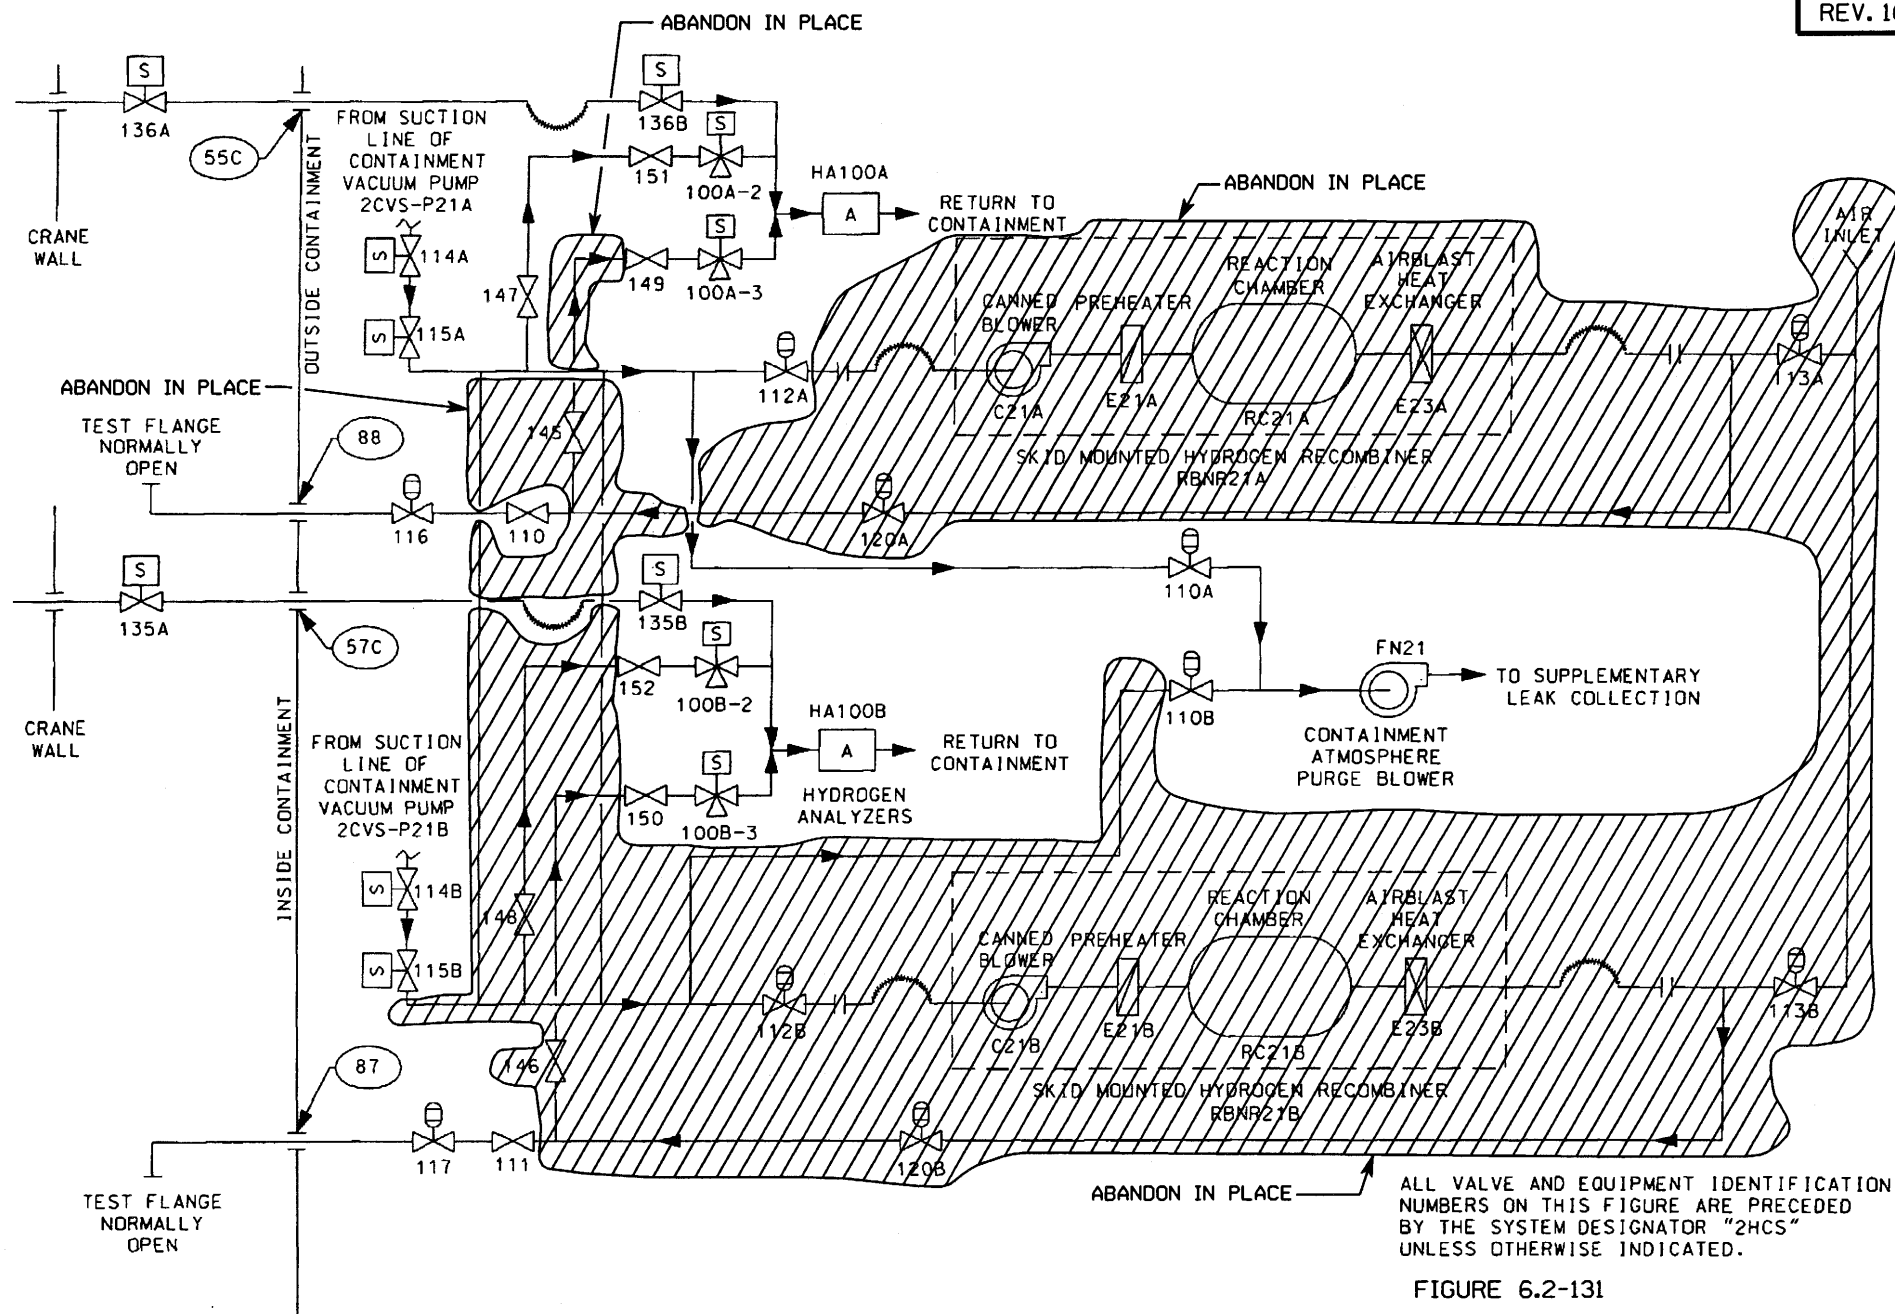 REV. 16
ABANDON IN PLACE
S
136A
55C
FROM SUCTION
LINE OF
CONTAINMENT
VACUUM PUMP
2CVS-P21A
S
136B
S
151
100A-2
HA100A
A
RETURN TO
CONTAINMENT
ABANDON IN PLACE
AIR
INLET
CRANE
WALL
OUTSIDE CONTAINMENT
S
114A
S
115A
147
149
S
100A-3
112A
CANNED
BLOWER
C21A
PREHEATER
E21A
REACTION
CHAMBER
RC21A
AIRBLAST
HEAT
EXCHANGER
E23A
113A
SKID MOUNTED HYDROGEN RECOMBINER
RBNR21A
ABANDON IN PLACE
TEST FLANGE
NORMALLY
OPEN
88
145
116
110
120A
S
135A
57C
S
135B
110A
CRANE
WALL
INSIDE CONTAINMENT
152
S
100B-2
110B
FN21
TO SUPPLEMENTARY
LEAK COLLECTION
CONTAINMENT
ATMOSPHERE
PURGE BLOWER
FROM SUCTION
LINE OF
CONTAINMENT
VACUUM PUMP
2CVS-P21B
HA100B
A
RETURN TO
CONTAINMENT
HYDROGEN
ANALYZERS
150
S
100B-3
S
114B
S
115B
148
112B
CANNED
BLOWER
C21B
PREHEATER
E21B
REACTION
CHAMBER
RC21B
AIRBLAST
HEAT
EXCHANGER
E23B
113B
SKID MOUNTED HYDROGEN RECOMBINER
RBNR21B
87
146
117
111
120B
TEST FLANGE
NORMALLY
OPEN
ABANDON IN PLACE
ALL VALVE AND EQUIPMENT IDENTIFICATION
NUMBERS ON THIS FIGURE ARE PRECEDED
BY THE SYSTEM DESIGNATOR "2HCS"
UNLESS OTHERWISE INDICATED.
FIGURE 6.2-131